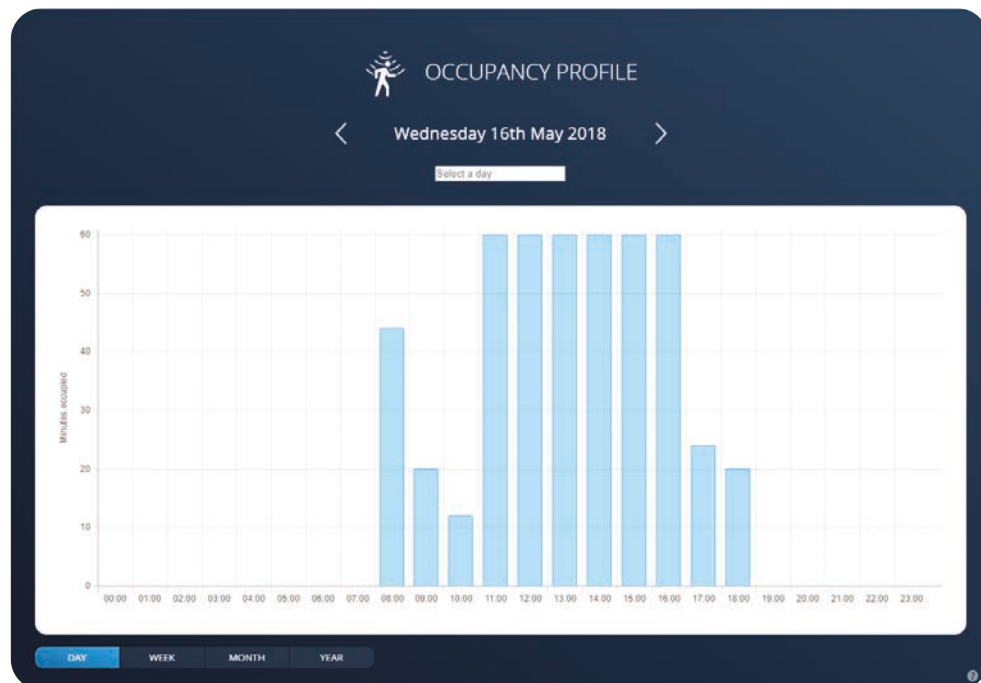 OCCUPANCY PROFILE
Wednesday 16th May 2018
Select a day
60
50
40
30
20
10
0
Minutes occupied
00:00 01:00 02:00 03:00 04:00 05:00 06:00 07:00 08:00 09:00 10:00 11:00 12:00 13:00 14:00 15:00 16:00 17:00 18:00 19:00 20:00 21:00 22:00 23:00
DAY WEEK MONTH YEAR
?